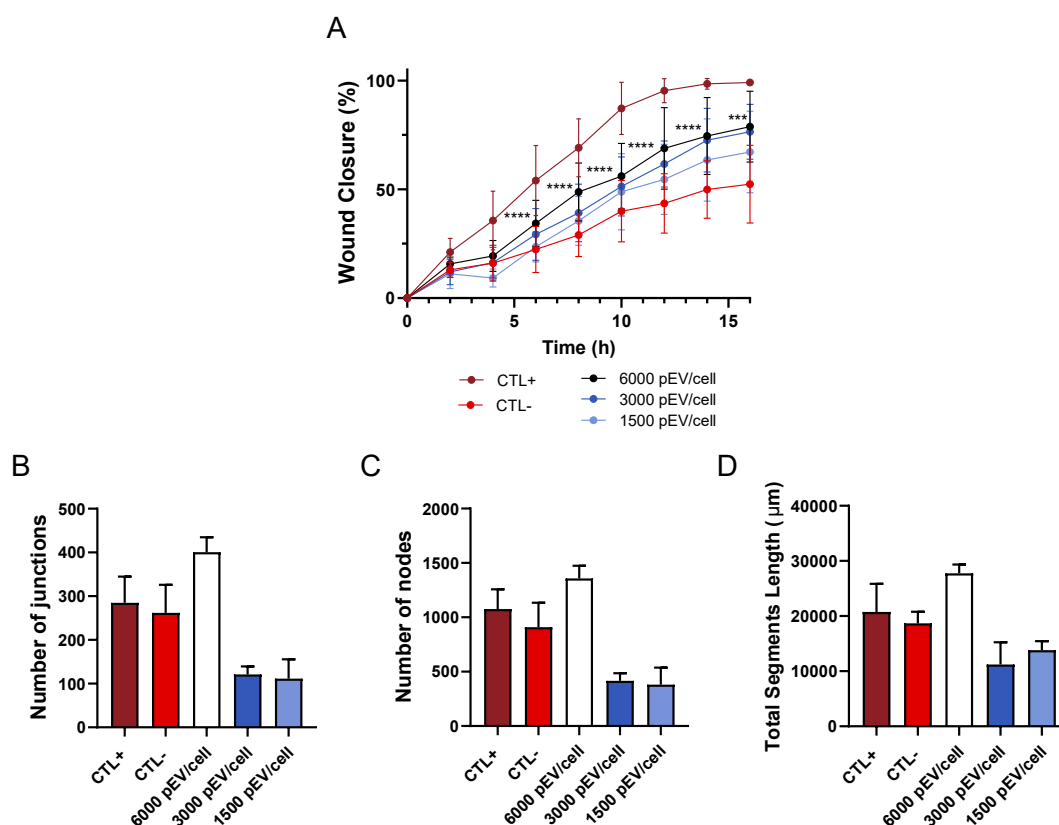 A
Wound Closure (%)
100
50
0
****
****
****
****
****
****
***
0
5
10
15
Time (h)
CTL+
CTL-
6000 pEV/cell
3000 pEV/cell
1500 pEV/cell
B
Number of junctions
500
400
300
200
100
0
CTL+
CTL-
6000 pEV/cell
3000 pEV/cell
1500 pEV/cell
C
Number of nodes
2000
1500
1000
500
0
CTL+
CTL-
6000 pEV/cell
3000 pEV/cell
1500 pEV/cell
D
Total Segments Length (μm)
40000
30000
20000
10000
0
CTL+
CTL-
6000 pEV/cell
3000 pEV/cell
1500 pEV/cell